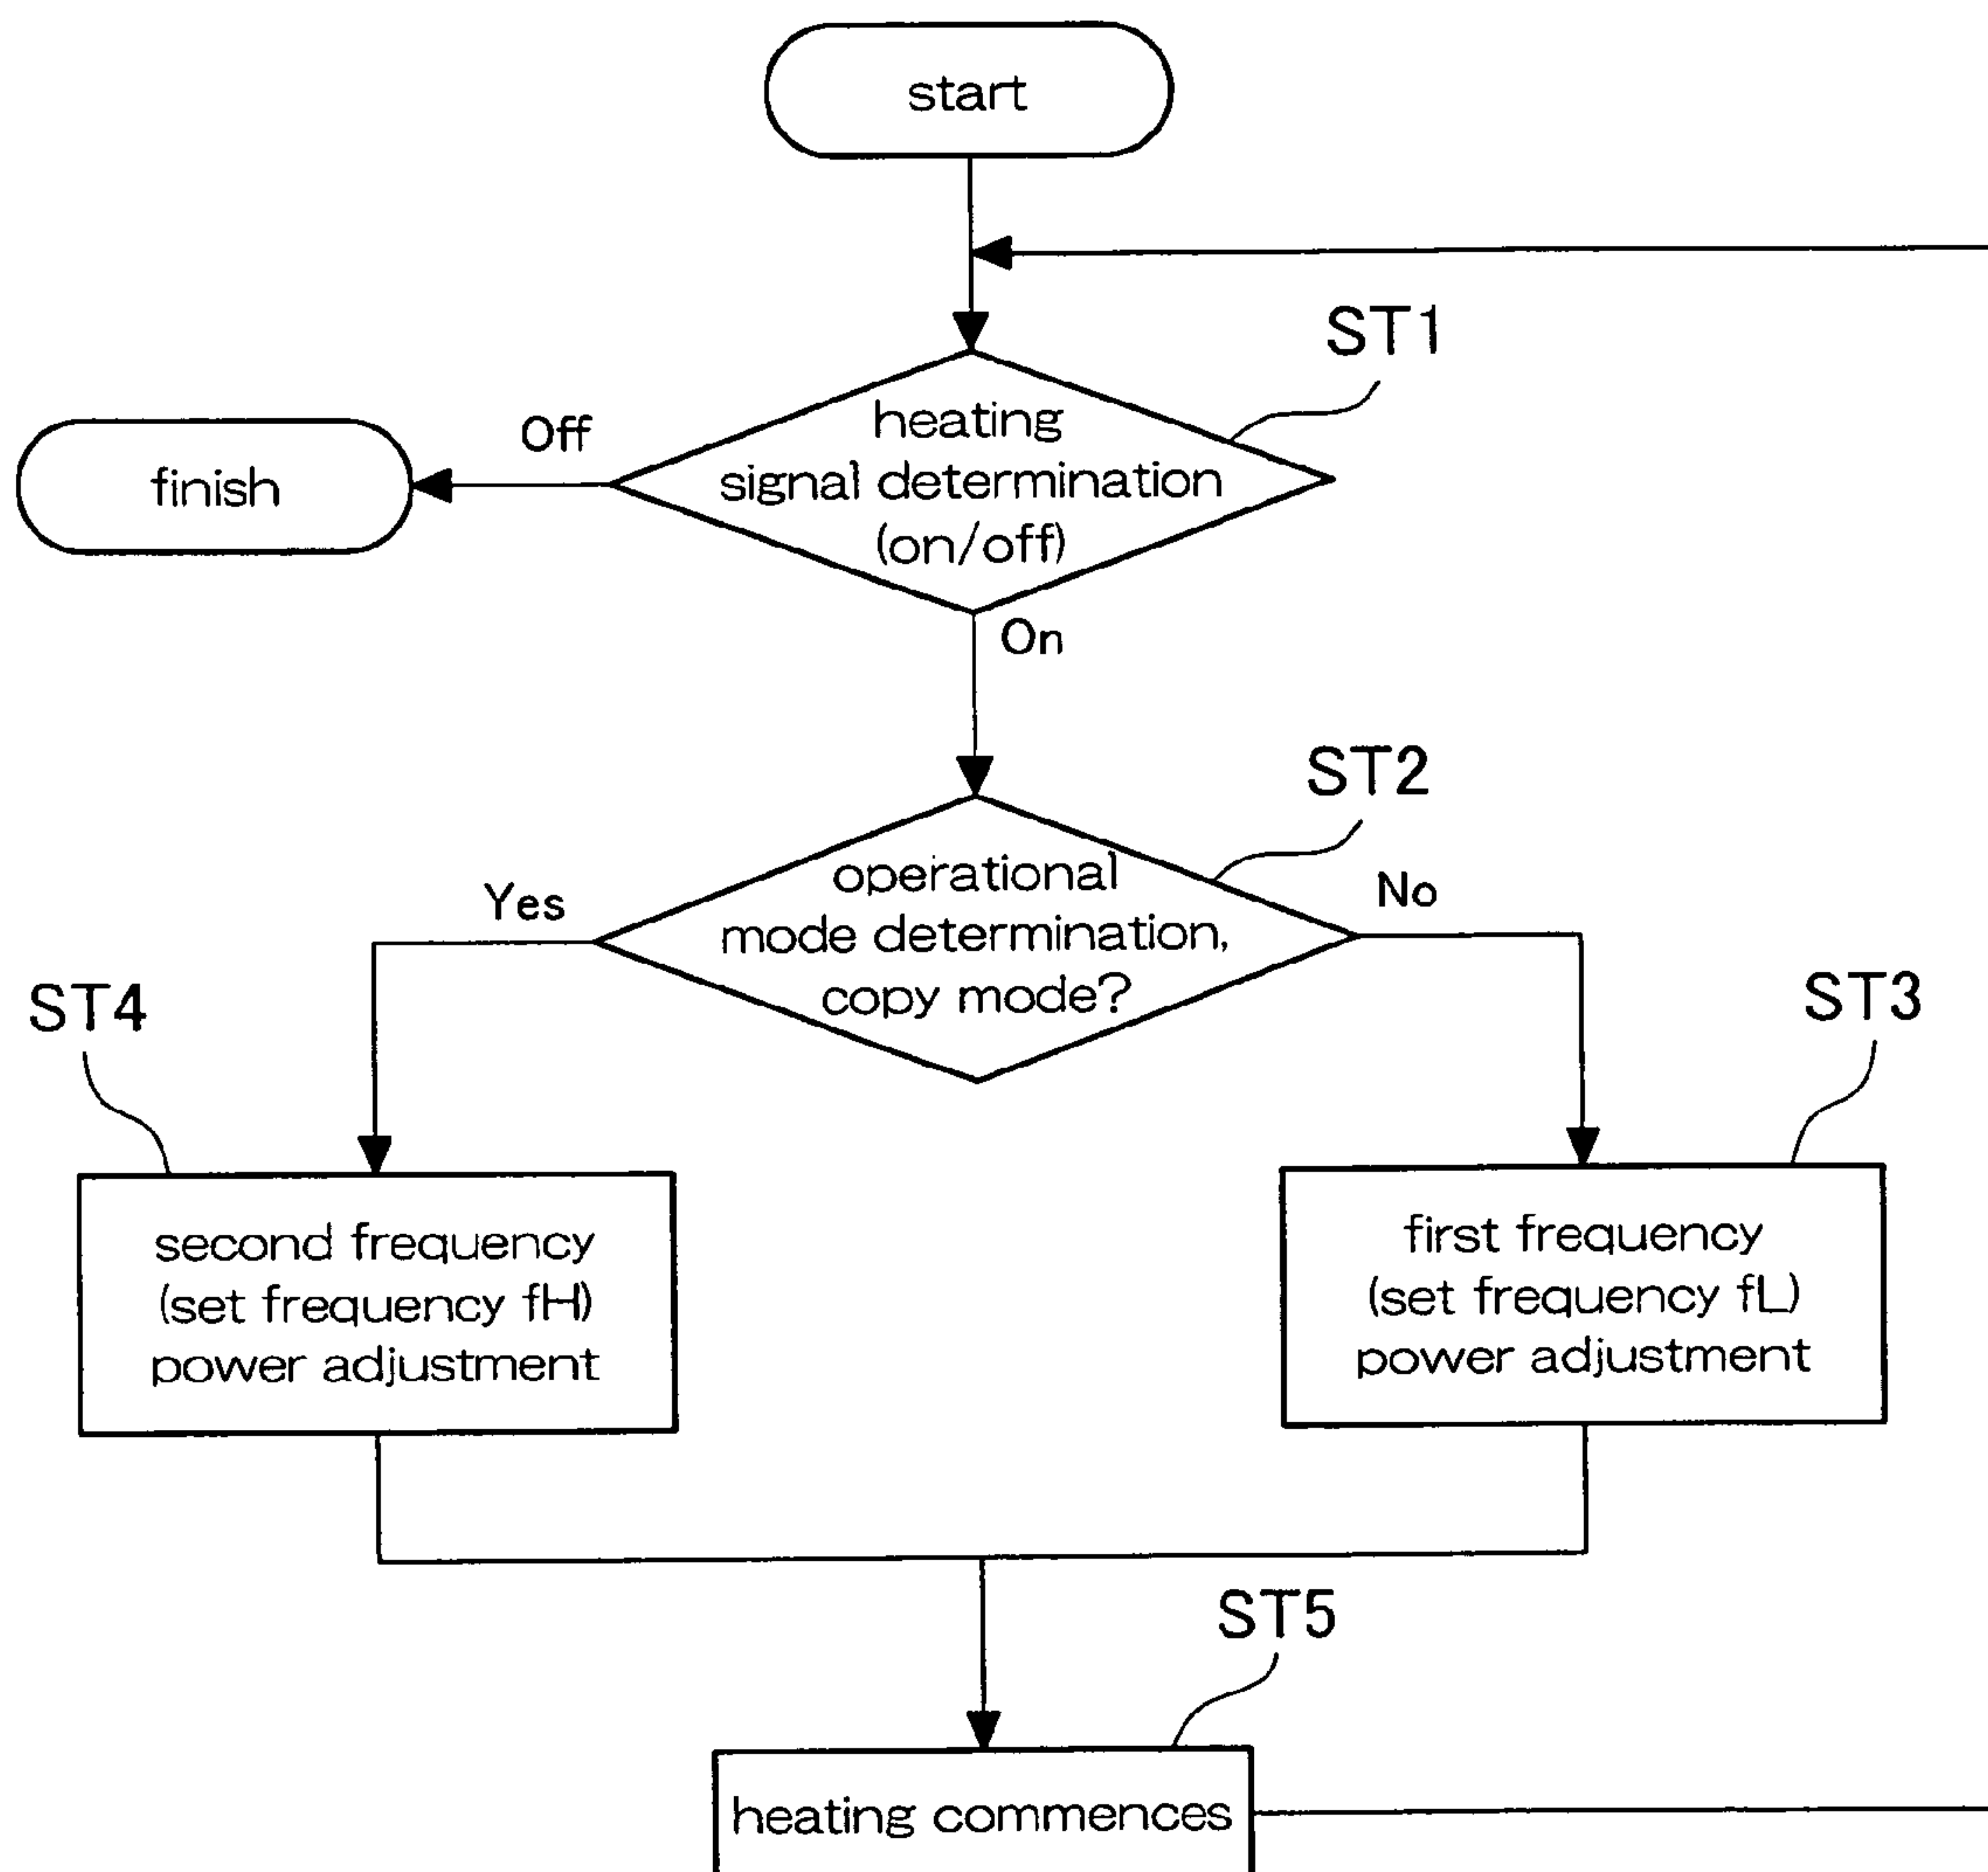 start
ST1
heating
signal determination
(on/off)
Off
finish
On
ST2
operational
mode determination,
copy mode?
Yes
No
ST4
ST3
second frequency
(set frequency fH)
power adjustment
first frequency
(set frequency fL)
power adjustment
ST5
heating commences